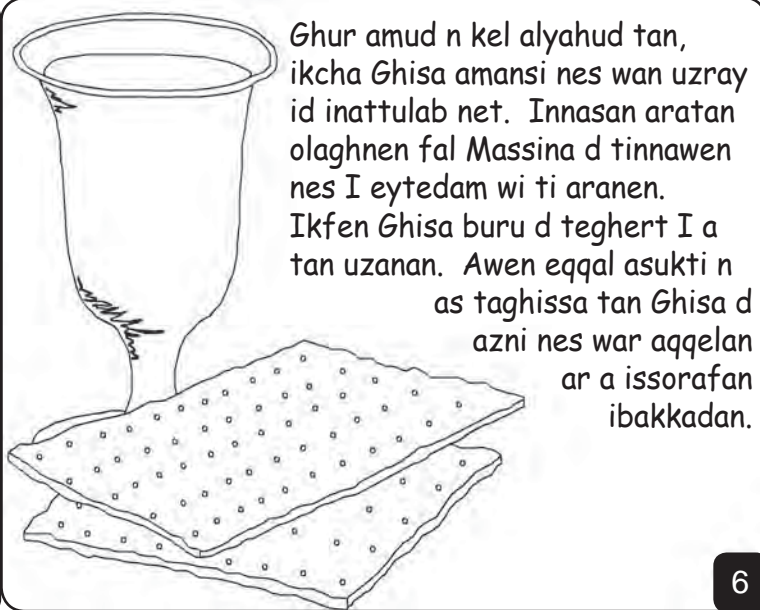 Ghur amud n kel alyahud tan,
ikcha Ghisa amansi nes wan uzray
id inattulab net. Innasan aratan
olaghnen fal Massina d tinnawen
nes I eytedam wi ti aranen.
Ikfen Ghisa buru d teghert I a
tan uzanan. Awen eqqal asukti n
as taghissa tan Ghisa d
azni nes war aqqelan
ar a issorafan
ibakkadan.
6